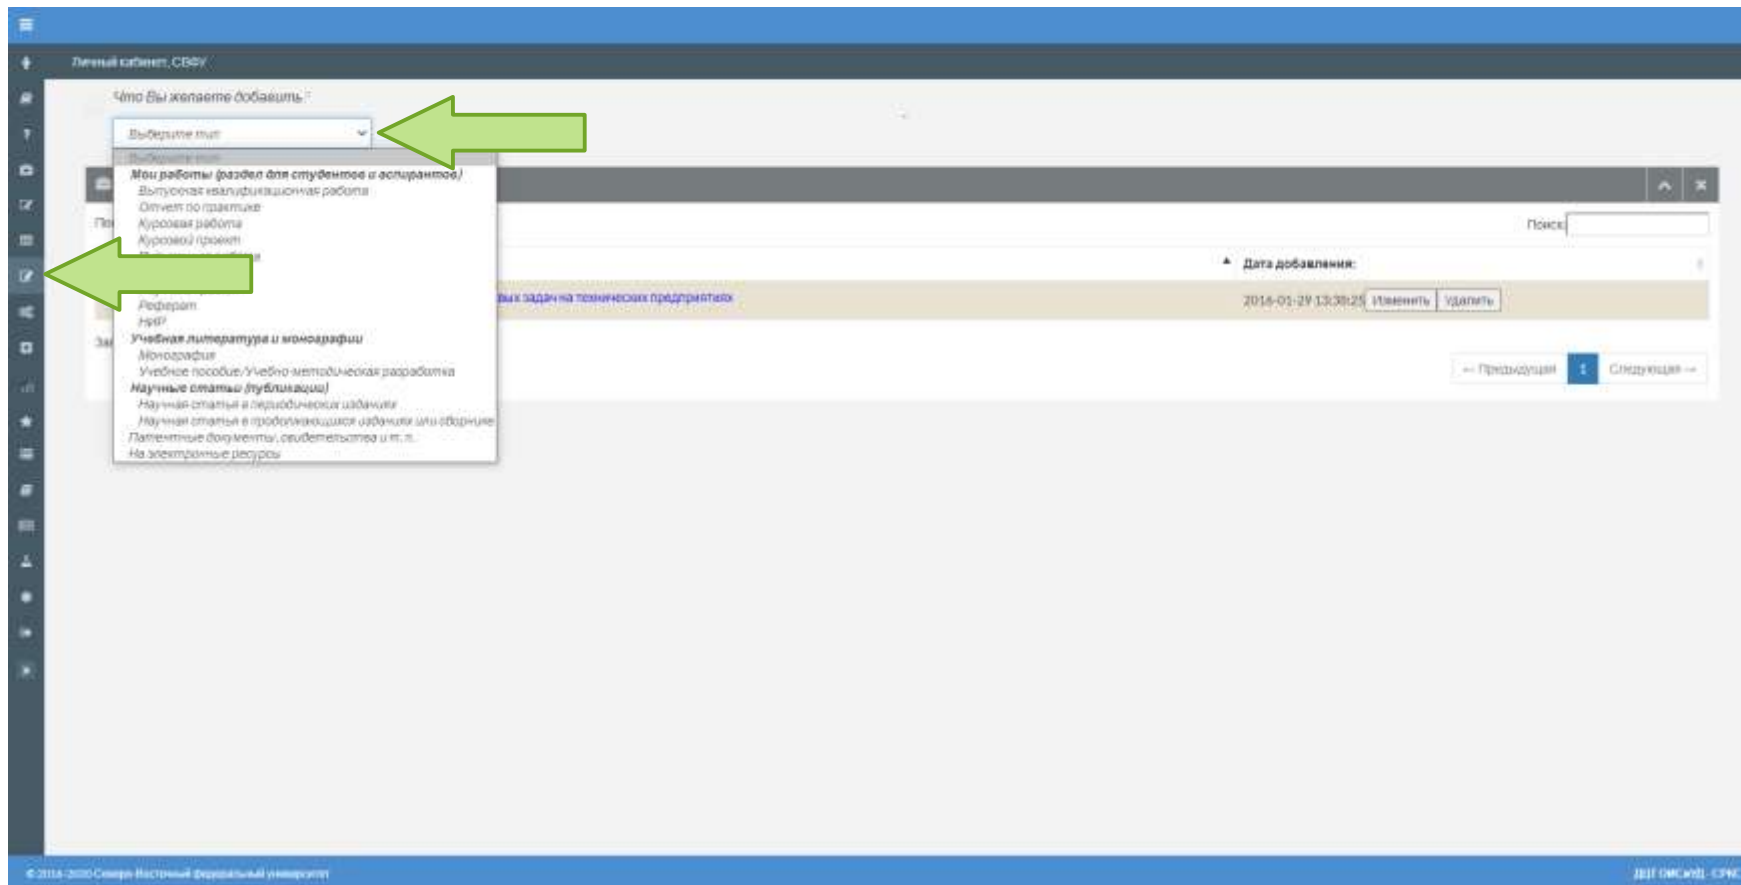 Личный кабинет, СВФУ
Что Вы желаете добавить?
Выберите тип
Выберите тип
Мои работы (раздел для студентов и аспирантов)
Выпускная квалификационная работа
Отчет по практике
Курсовая работа
Курсовой проект
Реферат
НИР
Учебная литература и монографии
Монография
Учебное пособие/Учебно-методическая разработка
Научные статьи (публикации)
Научная статья в периодических изданиях
Научная статья в продолжающихся изданиях или сборнике
Патентные документы, свидетельства и т. п.
На электронные ресурсы
Поиск:
Дата добавления:
вых задач на технических предприятиях
2016-01-29 13:38:25 Изменить Удалить
← Предыдущая 1 Следующая →
© 2016-2020 Северо-Восточный федеральный университет